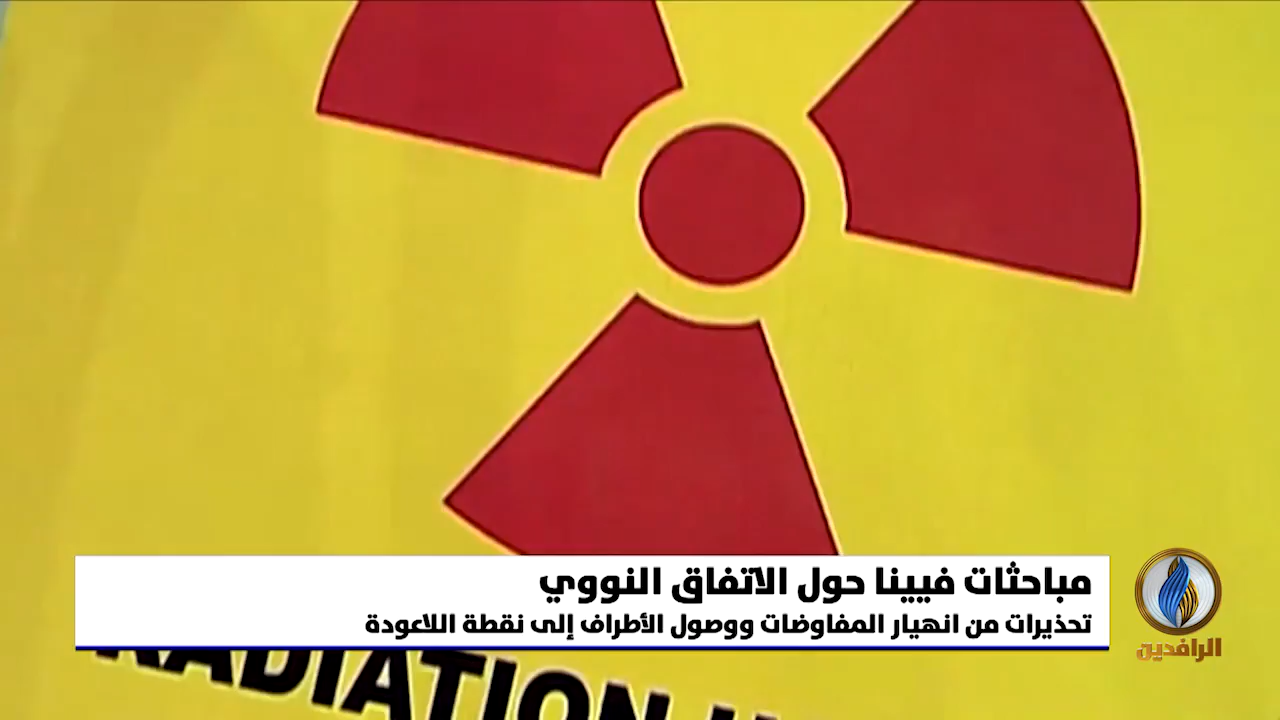 مباحثات فيينا حول الاتفاق النووي
تحذيرات من انهيار المفاوضات ووصول الأطراف إلى نقطة اللاعودة
الرافدين
RADIATION